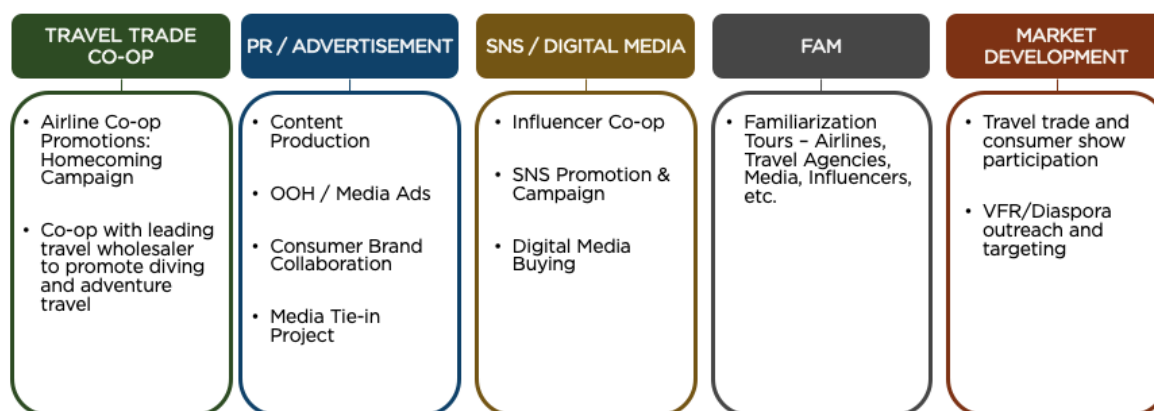 TRAVEL TRADE
CO-OP
• Airline Co-op
Promotions:
Homecoming
Campaign
• Co-op with leading
travel wholesaler
to promote diving
and adventure
travel
PR / ADVERTISEMENT
• Content
Production
• OOH / Media Ads
• Consumer Brand
Collaboration
• Media Tie-in
Project
SNS / DIGITAL MEDIA
• Influencer Co-op
• SNS Promotion &
Campaign
• Digital Media
Buying
FAM
• Familiarization
Tours – Airlines,
Travel Agencies,
Media, Influencers,
etc.
MARKET
DEVELOPMENT
• Travel trade and
consumer show
participation
• VFR/Diaspora
outreach and
targeting